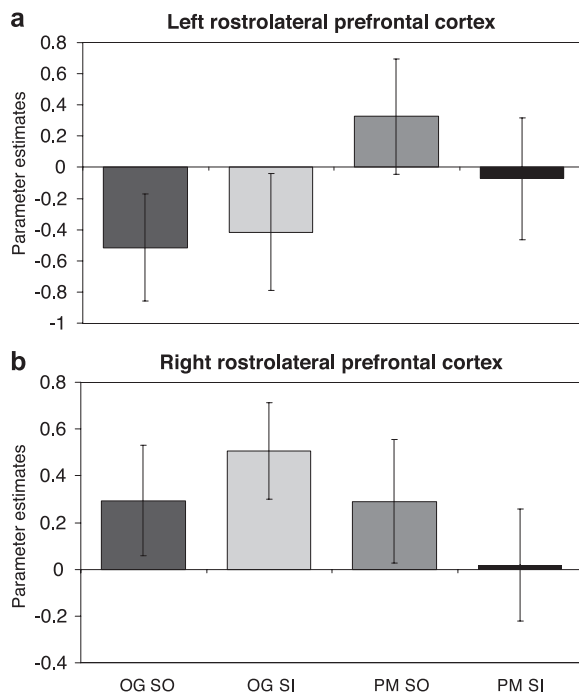 a
Left rostrolateral prefrontal cortex
Parameter estimates
0.8
0.6
0.4
0.2
0
-0.2
-0.4
-0.6
-0.8
-1
b
Right rostrolateral prefrontal cortex
Parameter estimates
0.8
0.6
0.4
0.2
0
-0.2
-0.4
OG SO OG SI PM SO PM SI